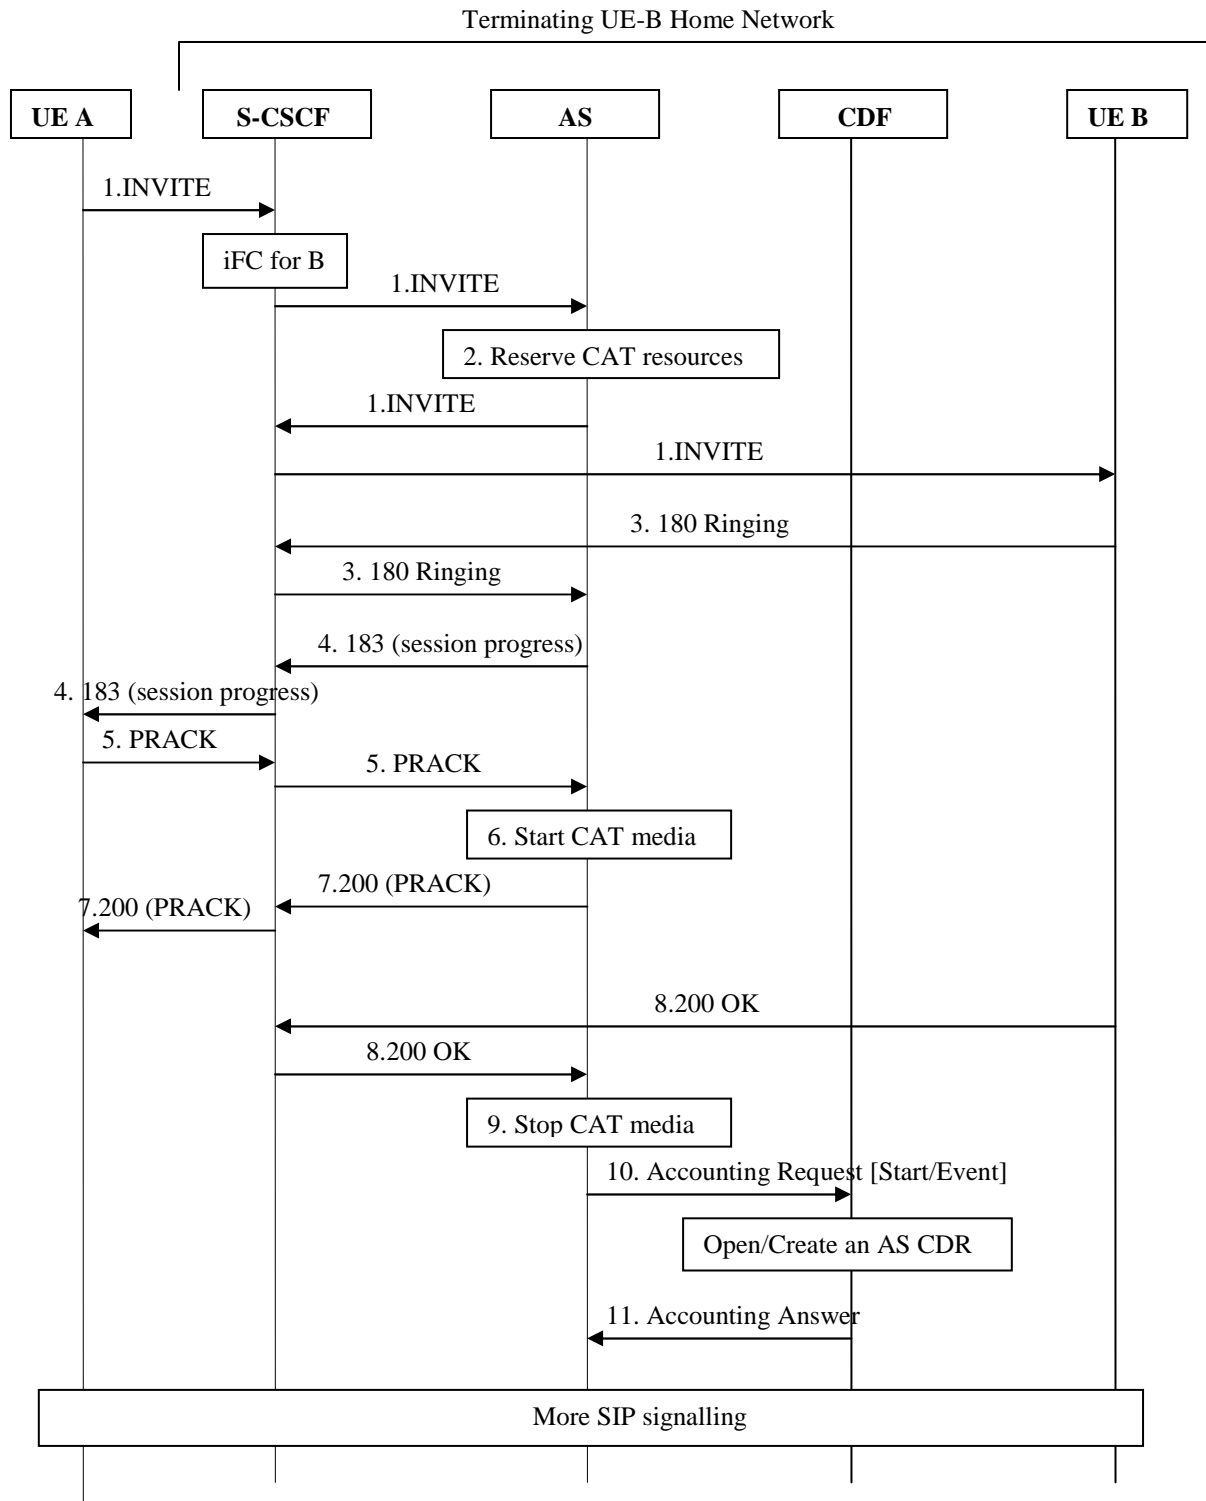 Terminating UE-B Home Network
UE A
S-CSCF
AS
CDF
UE B
1.INVITE
iFC for B
1.INVITE
2. Reserve CAT resources
1.INVITE
1.INVITE
3. 180 Ringing
3. 180 Ringing
4. 183 (session progress)
4. 183 (session progress)
5. PRACK
5. PRACK
6. Start CAT media
7.200 (PRACK)
7.200 (PRACK)
8.200 OK
8.200 OK
9. Stop CAT media
10. Accounting Request [Start/Event]
Open/Create an AS CDR
11. Accounting Answer
More SIP signalling